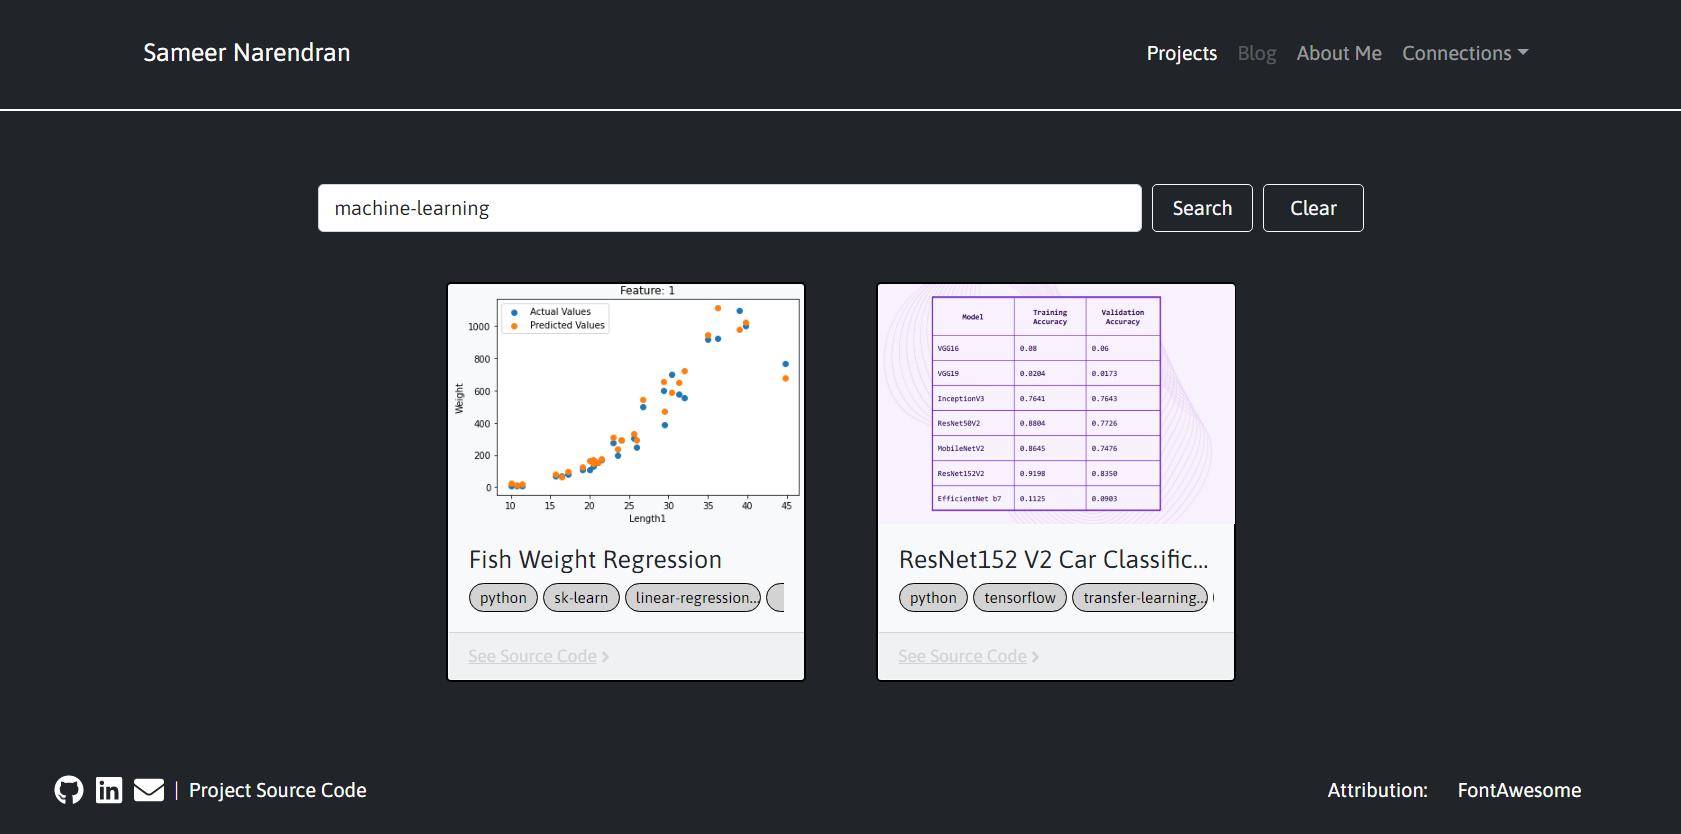 Sameer Narendran
Projects Blog About Me Connections
machine-learning
Search
Clear
Feature: 1
Actual Values
Predicted Values
1000
800
600
400
200
0
Weight
10 15 20 25 30 35 40 45
Length1
Fish Weight Regression
python sk-learn linear-regression...
See Source Code
Model Training Accuracy Validation Accuracy
VGG16 0.08 0.06
VGG19 0.0204 0.0173
InceptionV3 0.7641 0.7643
ResNet50V2 0.8804 0.7726
MobileNetV2 0.8645 0.7476
ResNet152V2 0.9198 0.8350
EfficientNet b7 0.1125 0.0903
ResNet152 V2 Car Classific...
python tensorflow transfer-learning...
See Source Code
| Project Source Code
Attribution: FontAwesome